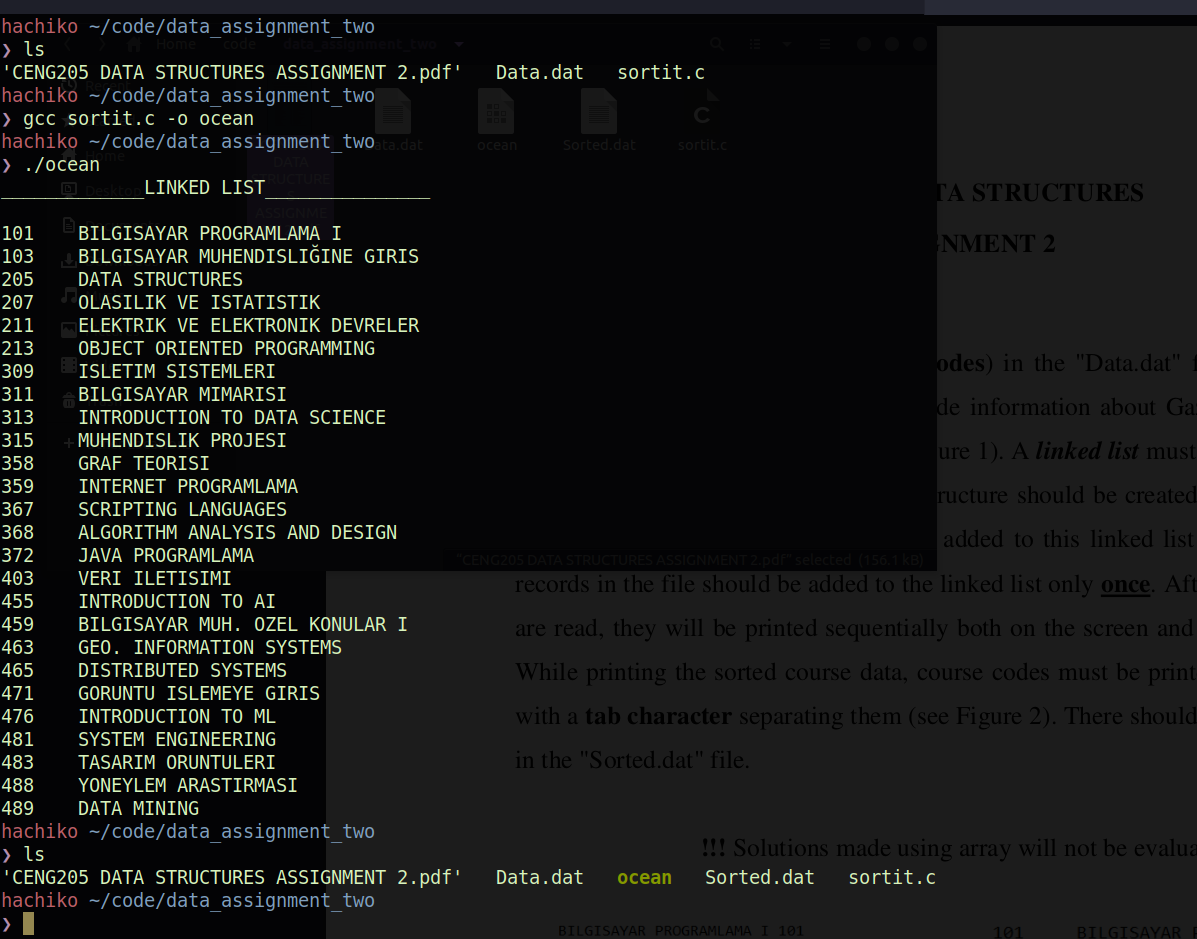 hachiko ~/code/data_assignment_two
❯ ls
'CENG205 DATA STRUCTURES ASSIGNMENT 2.pdf'   Data.dat   sortit.c
hachiko ~/code/data_assignment_two
❯ gcc sortit.c -o ocean
hachiko ~/code/data_assignment_two
❯ ./ocean
_____________LINKED LIST_______________
101    BILGISAYAR PROGRAMLAMA I
103    BILGISAYAR MUHENDISLIĞINE GIRIS
205    DATA STRUCTURES
207    OLASILIK VE ISTATISTIK
211    ELEKTRIK VE ELEKTRONIK DEVRELER
213    OBJECT ORIENTED PROGRAMMING
309    ISLETIM SISTEMLERI
311    BILGISAYAR MIMARISI
313    INTRODUCTION TO DATA SCIENCE
315    MUHENDISLIK PROJESI
358    GRAF TEORISI
359    INTERNET PROGRAMLAMA
367    SCRIPTING LANGUAGES
368    ALGORITHM ANALYSIS AND DESIGN
372    JAVA PROGRAMLAMA
403    VERI ILETISIMI
455    INTRODUCTION TO AI
459    BILGISAYAR MUH. OZEL KONULAR I
463    GEO. INFORMATION SYSTEMS
465    DISTRIBUTED SYSTEMS
471    GORUNTU ISLEMEYE GIRIS
476    INTRODUCTION TO ML
481    SYSTEM ENGINEERING
483    TASARIM ORUNTULERI
488    YONEYLEM ARASTIRMASI
489    DATA MINING
hachiko ~/code/data_assignment_two
❯ ls
'CENG205 DATA STRUCTURES ASSIGNMENT 2.pdf'   Data.dat   ocean   Sorted.dat   sortit.c
hachiko ~/code/data_assignment_two
❯
Home code data_assignment_two
Data.dat ocean Sorted.dat sortit.c
Home
Desktop
DATA
STRUCTURE
ASSIGNME
"CENG205 DATA STRUCTURES ASSIGNMENT 2.pdf" selected (156.1 kB)
TA STRUCTURES
GNMENT 2
odes) in the "Data.dat"
de information about Ga
ure 1). A linked list must
ructure should be created
added to this linked list
records in the file should be added to the linked list only once. Aft
are read, they will be printed sequentially both on the screen and
While printing the sorted course data, course codes must be print
with a tab character separating them (see Figure 2). There should
in the "Sorted.dat" file.
!!! Solutions made using array will not be evalua
BILGISAYAR PROGRAMLAMA I 101
101    BILGISAYAR